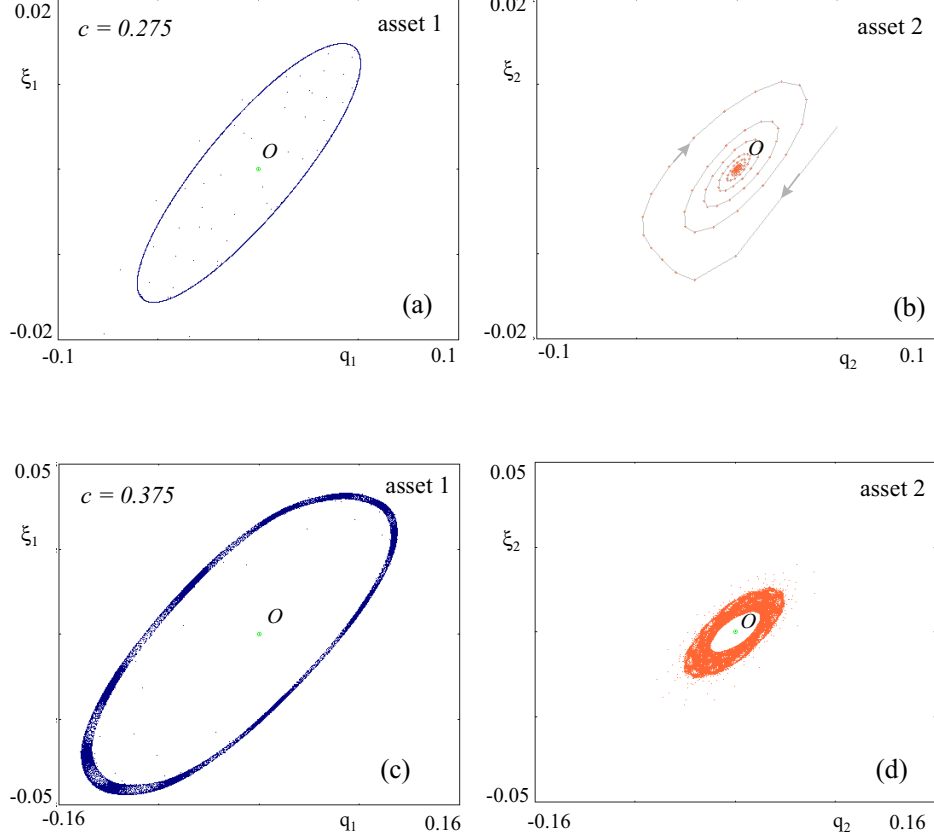 0.02
c = 0.275
asset 1
ξ1
O
-0.02
(a)
-0.1
q1
0.1
0.02
asset 2
ξ2
O
-0.02
(b)
-0.1
q2
0.1
0.05
c = 0.375
asset 1
ξ1
O
-0.05
(c)
-0.16
q1
0.16
0.05
asset 2
ξ2
O
-0.05
(d)
-0.16
q2
0.16